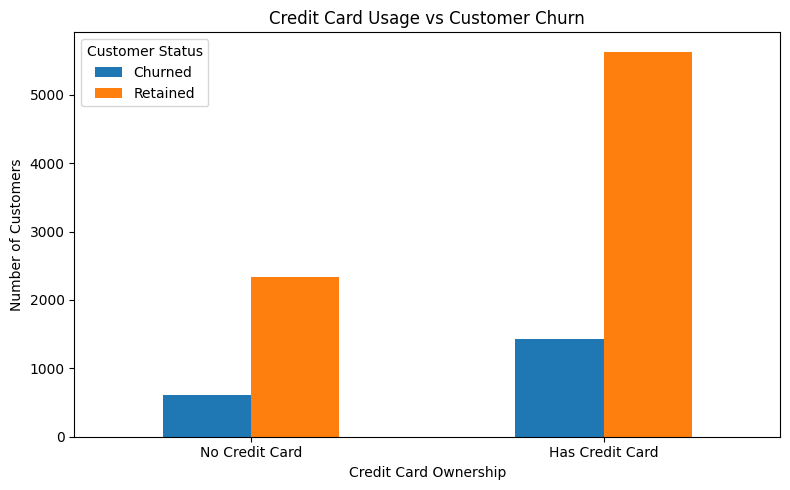 Credit Card Usage vs Customer Churn
Customer Status
Churned
Retained
Number of Customers
5000
4000
3000
2000
1000
0
No Credit Card
Has Credit Card
Credit Card Ownership